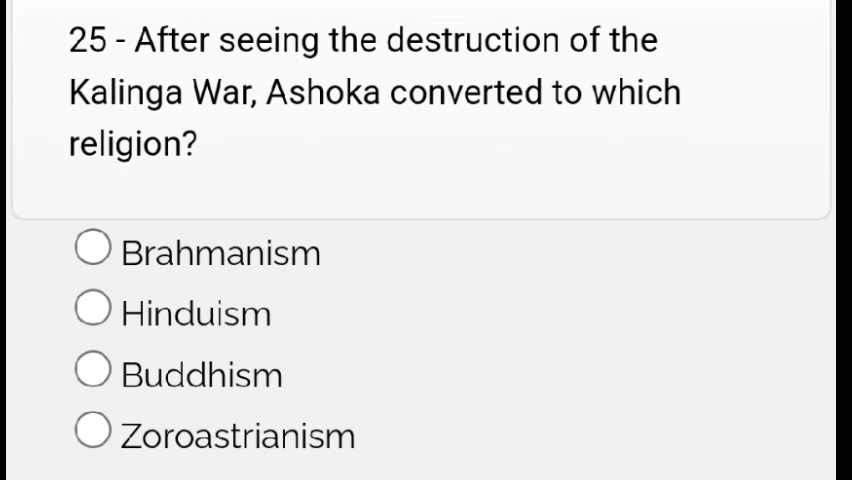 25 - After seeing the destruction of the
Kalinga War, Ashoka converted to which
religion?
Brahmanism
Hinduism
Buddhism
Zoroastrianism